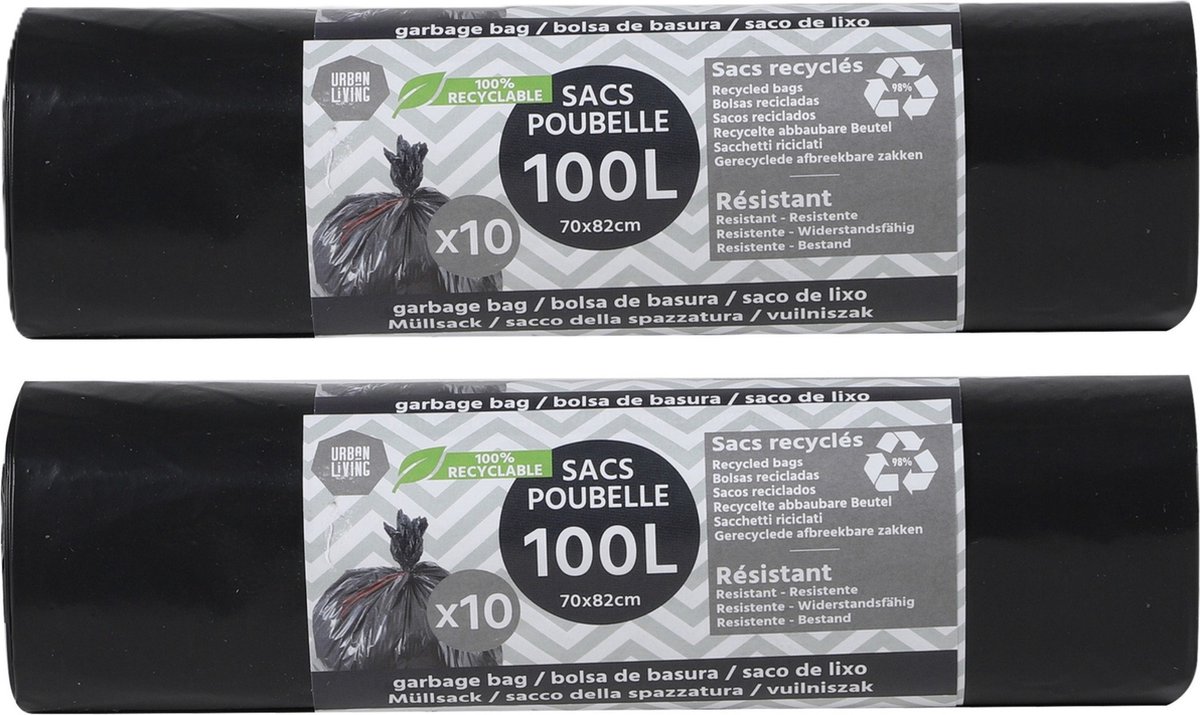 garbage bag / bolsa de basura / saco de lixo
URBAN
LIVING
100%
RECYCLABLE
SACS
POUBELLE
100L
70x82cm
x10
Sacs recyclés
Recycled bags
Bolsas recicladas
Sacos reciclados
Recycelte abbaubare Beutel
Sacchetti riciclati
Gerecyclede afbreekbare zakken
98%
Résistant
Resistant - Resistente
Resistente - Widerstandsfähig
Resistente - Bestand
garbage bag / bolsa de basura / saco de lixo
Müllsack / sacco della spazzatura / vuilniszak
garbage bag / bolsa de basura / saco de lixo
URBAN
LIVING
100%
RECYCLABLE
SACS
POUBELLE
100L
70x82cm
x10
Sacs recyclés
Recycled bags
Bolsas recicladas
Sacos reciclados
Recycelte abbaubare Beutel
Sacchetti riciclati
Gerecyclede afbreekbare zakken
98%
Résistant
Resistant - Resistente
Resistente - Widerstandsfähig
Resistente - Bestand
garbage bag / bolsa de basura / saco de lixo
Müllsack / sacco della spazzatura / vuilniszak